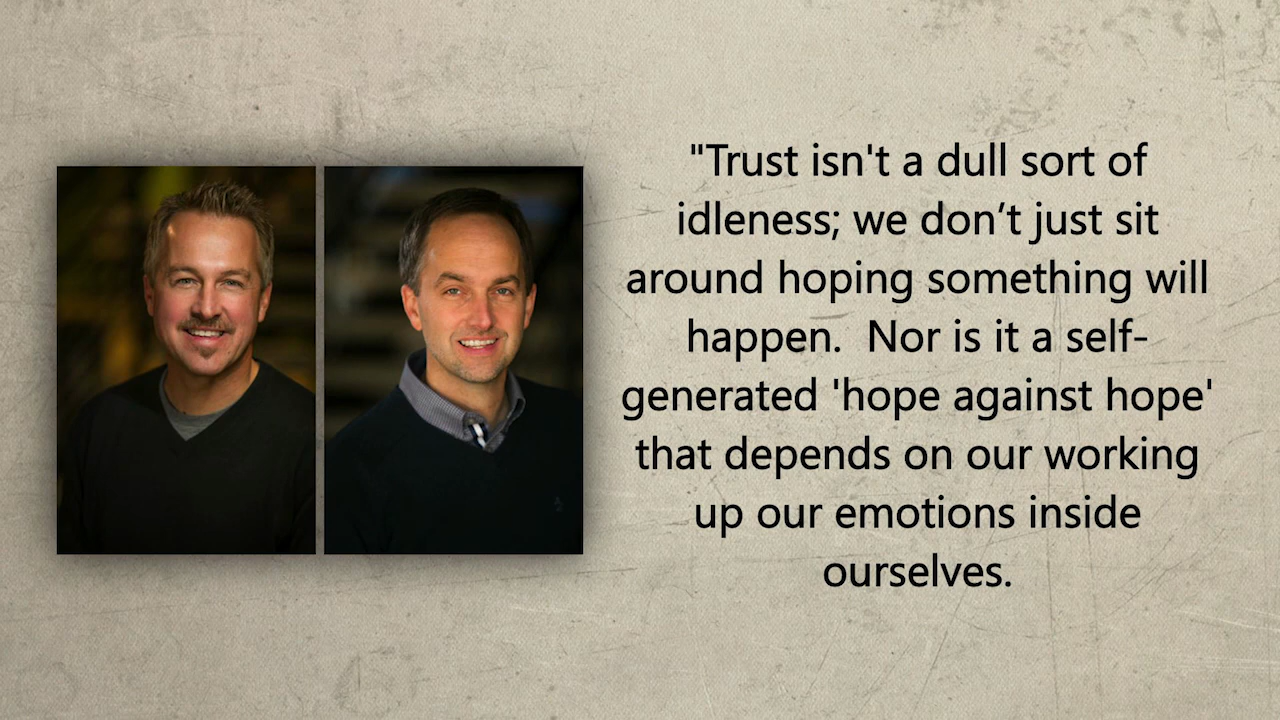 "Trust isn't a dull sort of
idleness; we don’t just sit
around hoping something will
happen.  Nor is it a self-
generated 'hope against hope'
that depends on our working
up our emotions inside
ourselves.